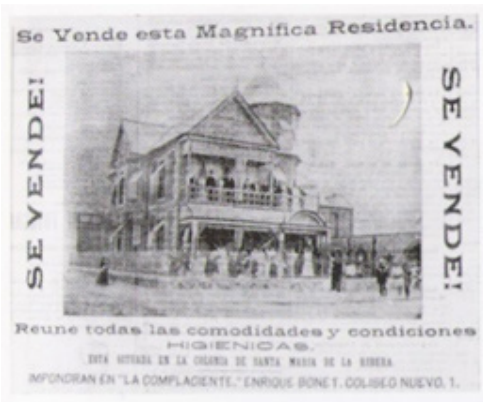 Se Vende esta Magnífica Residencia.
SE VENDE!
SE VENDE!
Reune todas las comodidades y condiciones
HIGIENICAS.
ESTÁ SITUADA EN LA COLONIA DE SANTA MARIA DE LA RIBERA.
IMPONDRAN EN "LA COMPLACIENTE," ENRIQUE BONET. COLISEO NUEVO, 1.